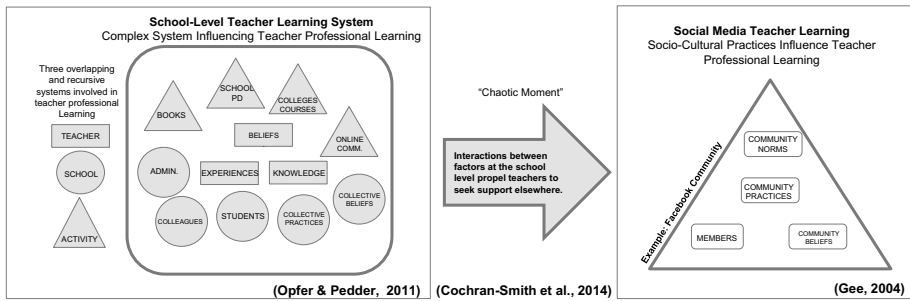 School-Level Teacher Learning System
Complex System Influencing Teacher Professional Learning
Three overlapping
and recursive
systems involved in
teacher professional
Learning
TEACHER
SCHOOL
ACTIVITY
BOOKS
SCHOOL
PD
COLLEGES
COURSES
BELIEFS
ONLINE
COMM.
ADMIN.
EXPERIENCES
KNOWLEDGE
COLLEAGUES
STUDENTS
COLLECTIVE
PRACTICES
COLLECTIVE
BELIEFS
(Opfer & Pedder, 2011)
“Chaotic Moment”
Interactions between
factors at the school
level propel teachers to
seek support elsewhere.
(Cochran-Smith et al., 2014)
Social Media Teacher Learning
Socio-Cultural Practices Influence Teacher
Professional Learning
Example: Facebook Community
COMMUNITY
NORMS
COMMUNITY
PRACTICES
MEMBERS
COMMUNITY
BELIEFS
(Gee, 2004)